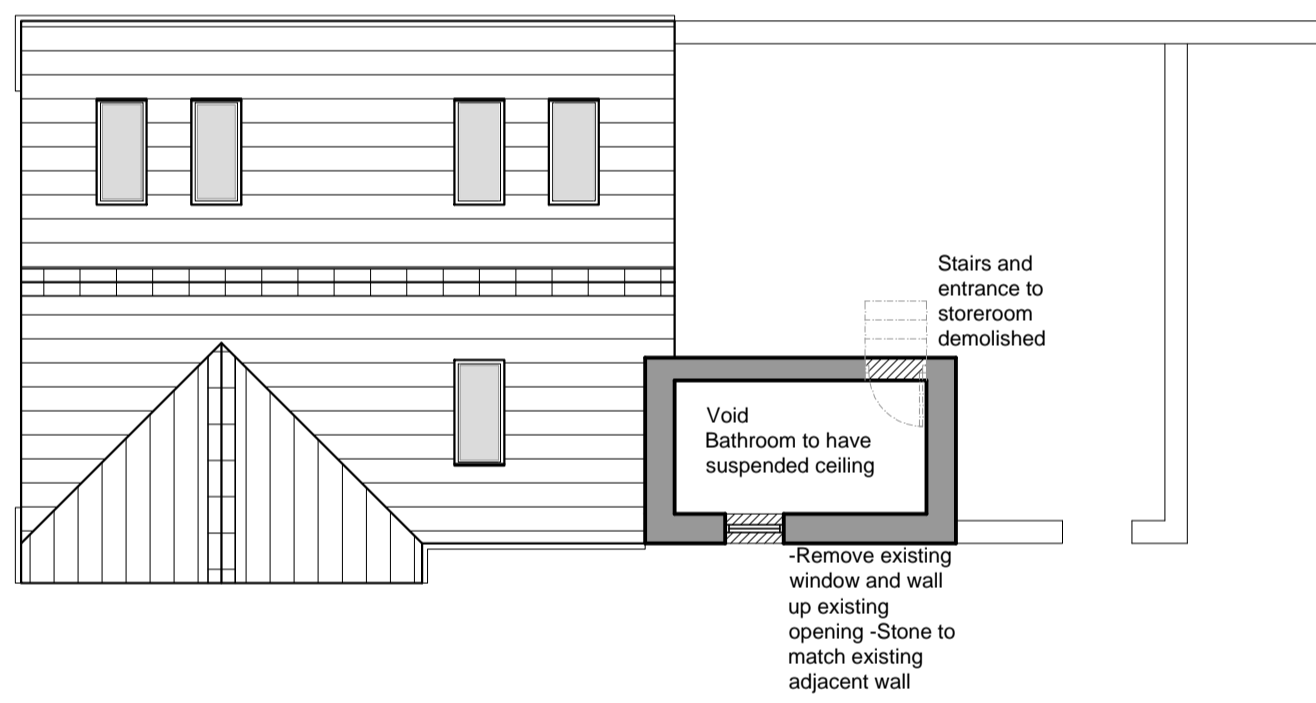 Stairs and
entrance to
storeroom
demolished
Void
Bathroom to have
suspended ceiling
-Remove existing
window and wall
up existing
opening -Stone to
match existing
adjacent wall